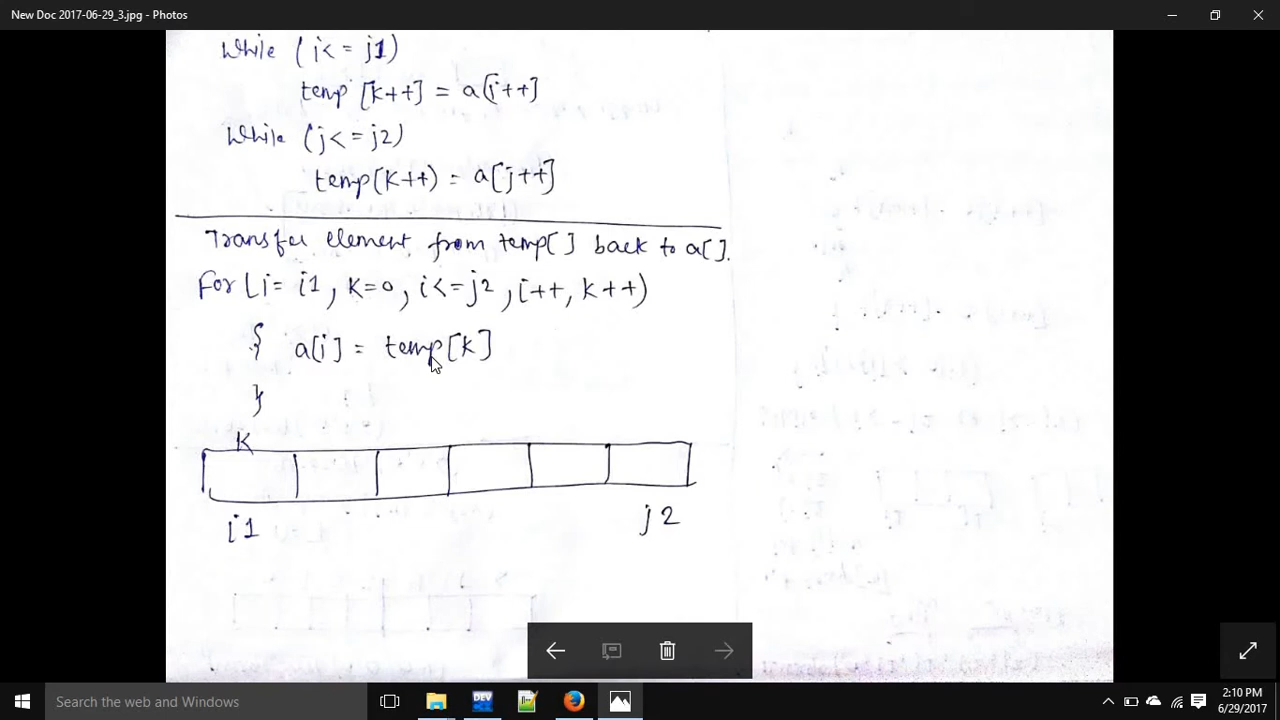 New Doc 2017-06-29_3.jpg - Photos
While (i<=j1)
temp[k++] = a[i++]
While (j<=j2)
temp(k++) = a[j++]
Transfer element from temp[] back to a[].
For [i= i1, k=0, i<=j2, i++, k++)
{ a[i] = temp[k]
}
k
i1 j2
Search the web and Windows
DEV
2:10 PM
6/29/2017